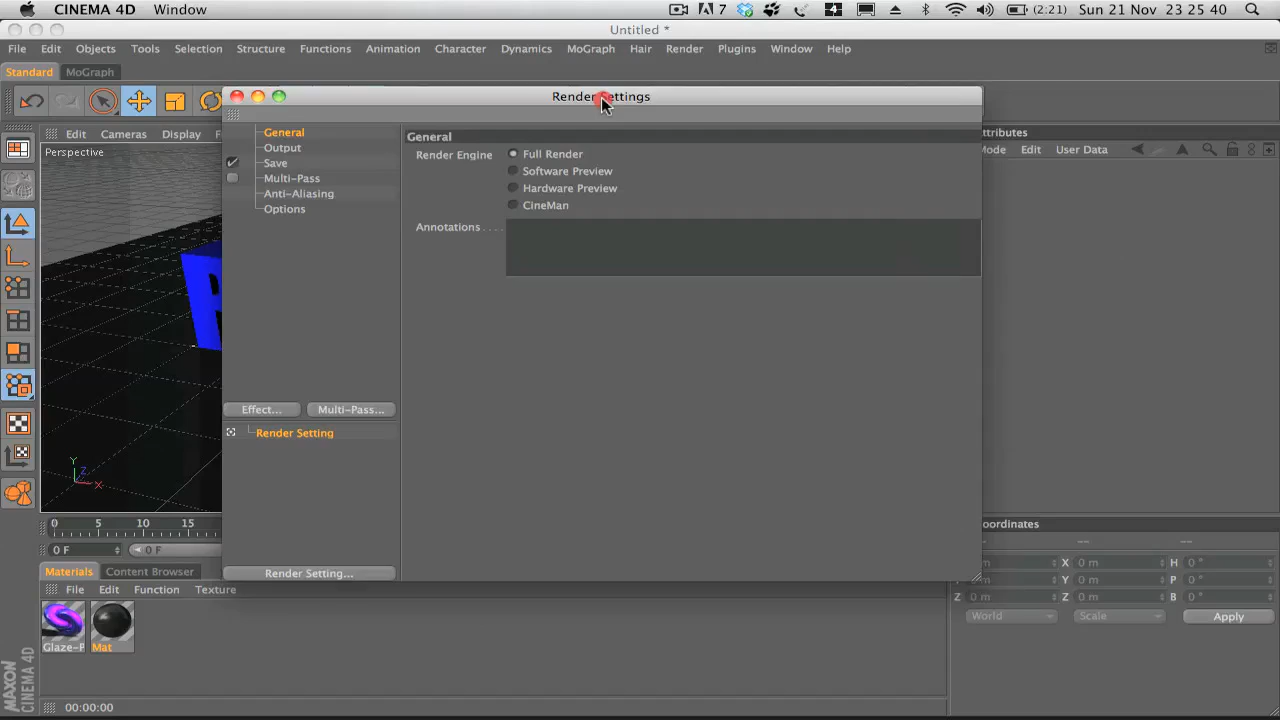 CINEMA 4D Window
7
4
(2:21)
Sun 21 Nov 23 25 40
Untitled *
File Edit Objects Tools Selection Structure Functions Animation Character Dynamics MoGraph Hair Render Plugins Window Help
Standard MoGraph
Render Settings
Edit Cameras Display
Perspective
General
Output
Save
Multi-Pass
Anti-Aliasing
Options
Effect...
Multi-Pass...
Render Setting
Render Setting...
General
Render Engine
Full Render
Software Preview
Hardware Preview
CineMan
Annotations . . . .
ttributes
Mode Edit User Data
Y
Z
X
0 5 10 15
0 F
0 F
Materials Content Browser
File Edit Function Texture
Glaze-P
Mat
oordinates
-- -- --
m X 0 m H 0 °
m Y 0 m P 0 °
Z 0 m Z 0 m B 0 °
World Scale Apply
MAXON
CINEMA 4D
00:00:00